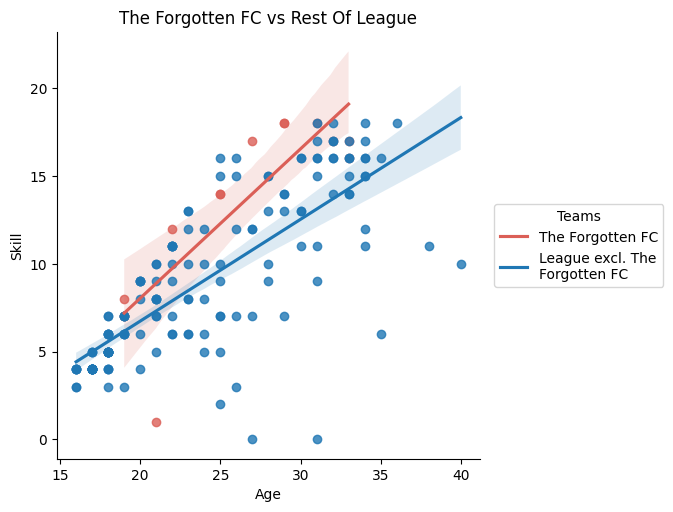 The Forgotten FC vs Rest Of League
20
15
10
5
0
Skill
15
20
25
30
35
40
Age
Teams
The Forgotten FC
League excl. The
Forgotten FC